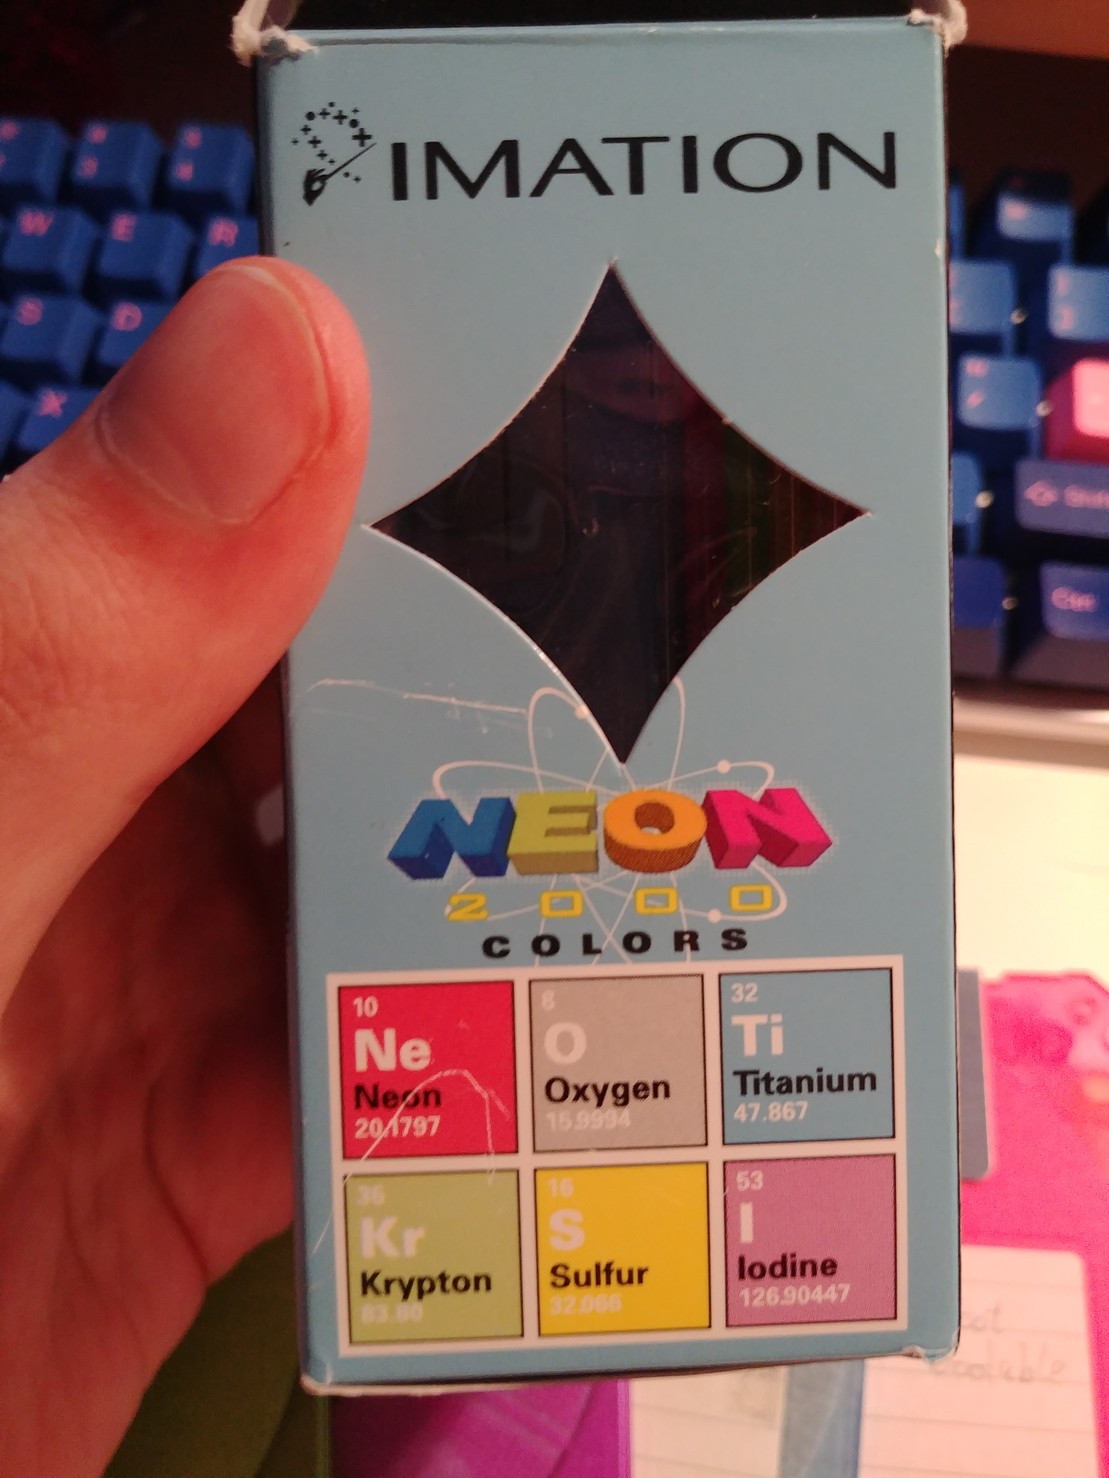 IMATION
NEON
2000
COLORS
10
Ne
Neon
20.1797
8
O
Oxygen
15.9994
32
Ti
Titanium
47.867
36
Kr
Krypton
83.80
16
S
Sulfur
32.066
53
I
Iodine
126.90447
W
E
R
S
D
X
Ctrl